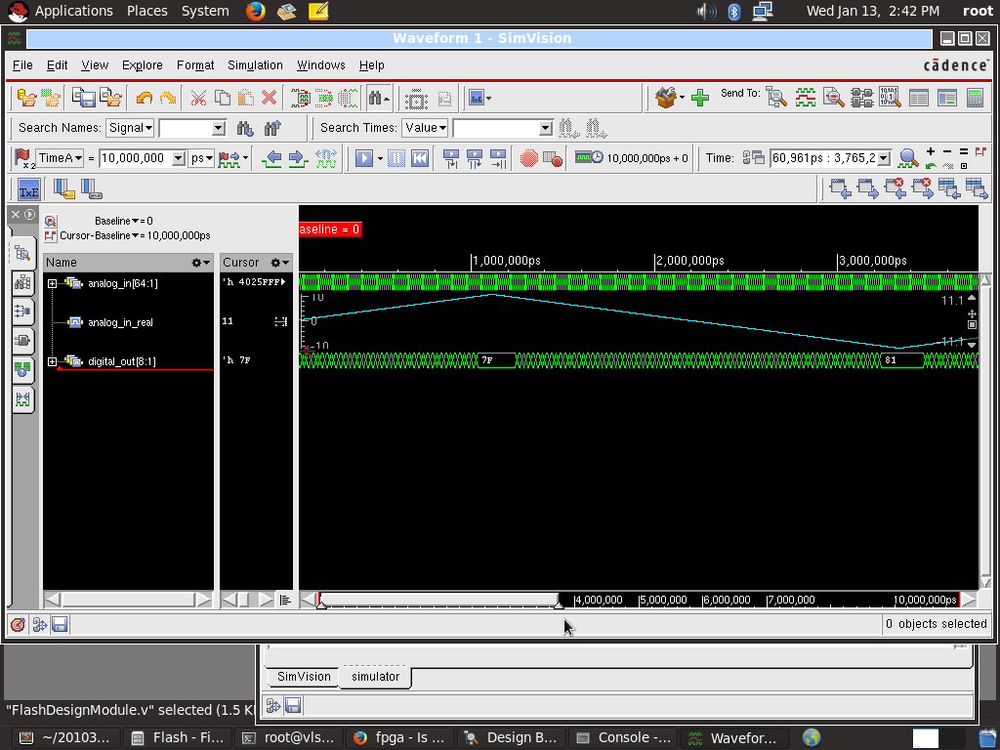 Applications Places System Wed Jan 13, 2:42 PM root
Waveform 1 - SimVision
File Edit View Explore Format Simulation Windows Help cādence
Send To:
Search Names: Signal Search Times: Value
x2 TimeA = 10,000,000 ps 10,000,000ps + 0 Time: 60,961ps : 3,765,2
TxE
Baseline = 0
Cursor-Baseline = 10,000,000ps
aseline = 0
1,000,000ps 2,000,000ps 3,000,000ps
Name Cursor
analog_in[64:1] 'h 4025FFF
10 11.1
analog_in_real 11 0
-10 11.1
digital_out[8:1] 'h 7F 7F 81
4,000,000 5,000,000 6,000,000 7,000,000 10,000,000ps
0 objects selected
SimVision simulator
"FlashDesignModule.v" selected (1.5 K
~/20103... Flash - Fi... root@vls... fpga - Is ... Design B... Console -... Wavefor...